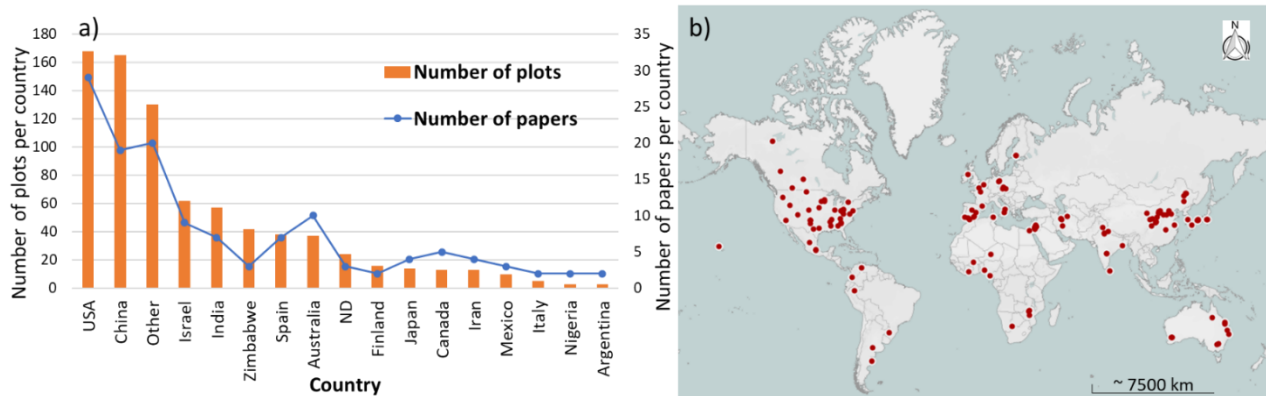 a)
Number of plots per country
180
160
140
120
100
80
60
40
20
0
Number of plots
Number of papers
35
30
25
20
15
10
5
0
Number of papers per country
USA
China
Other
Israel
India
Zimbabwe
Spain
Australia
ND
Finland
Japan
Canada
Iran
Mexico
Italy
Nigeria
Argentina
Country
b)
N
~ 7500 km